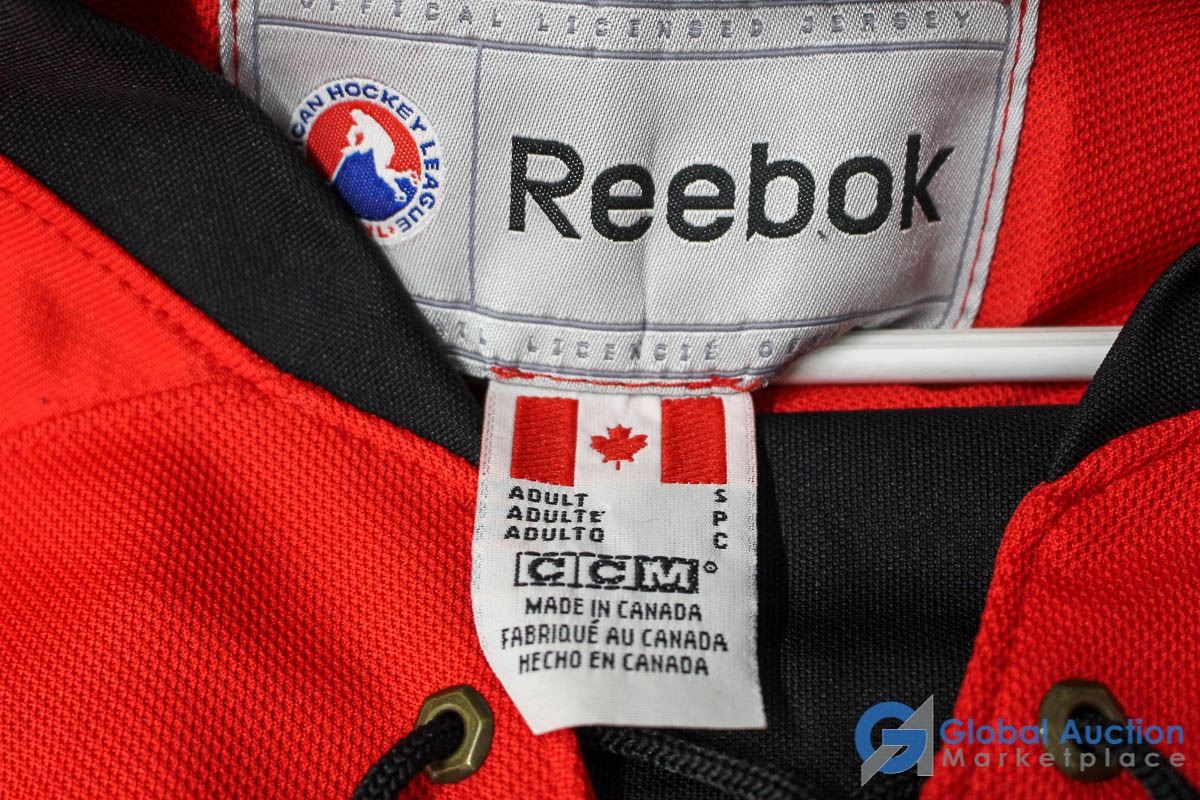 OFFICIAL LICENSED JERSEY
CAN HOCKEY LEAGUE
Reebok
LICENCIÉ
ADULT S
ADULTE P
ADULTO C
CCM
MADE IN CANADA
FABRIQUÉ AU CANADA
HECHO EN CANADA
Global Auction
Marketplace